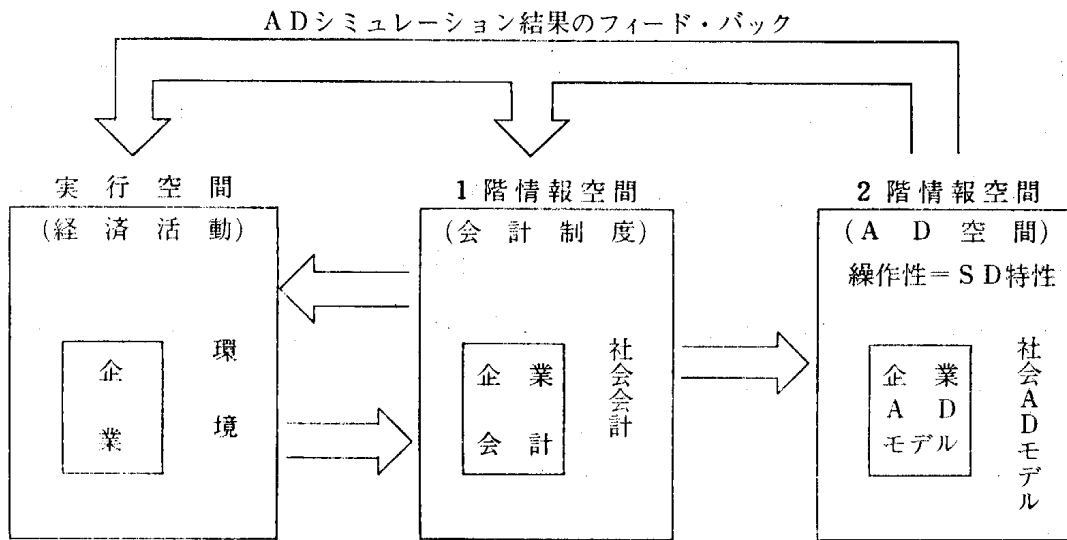 ADシミュレーション結果のフィード・バック
実行空間
(経済活動)
環境
企業
1階情報空間
(会計制度)
社会会計
企業
会計
2階情報空間
(AD空間)
操作性=SD特性
社会ADモデル
企業
AD
モデル